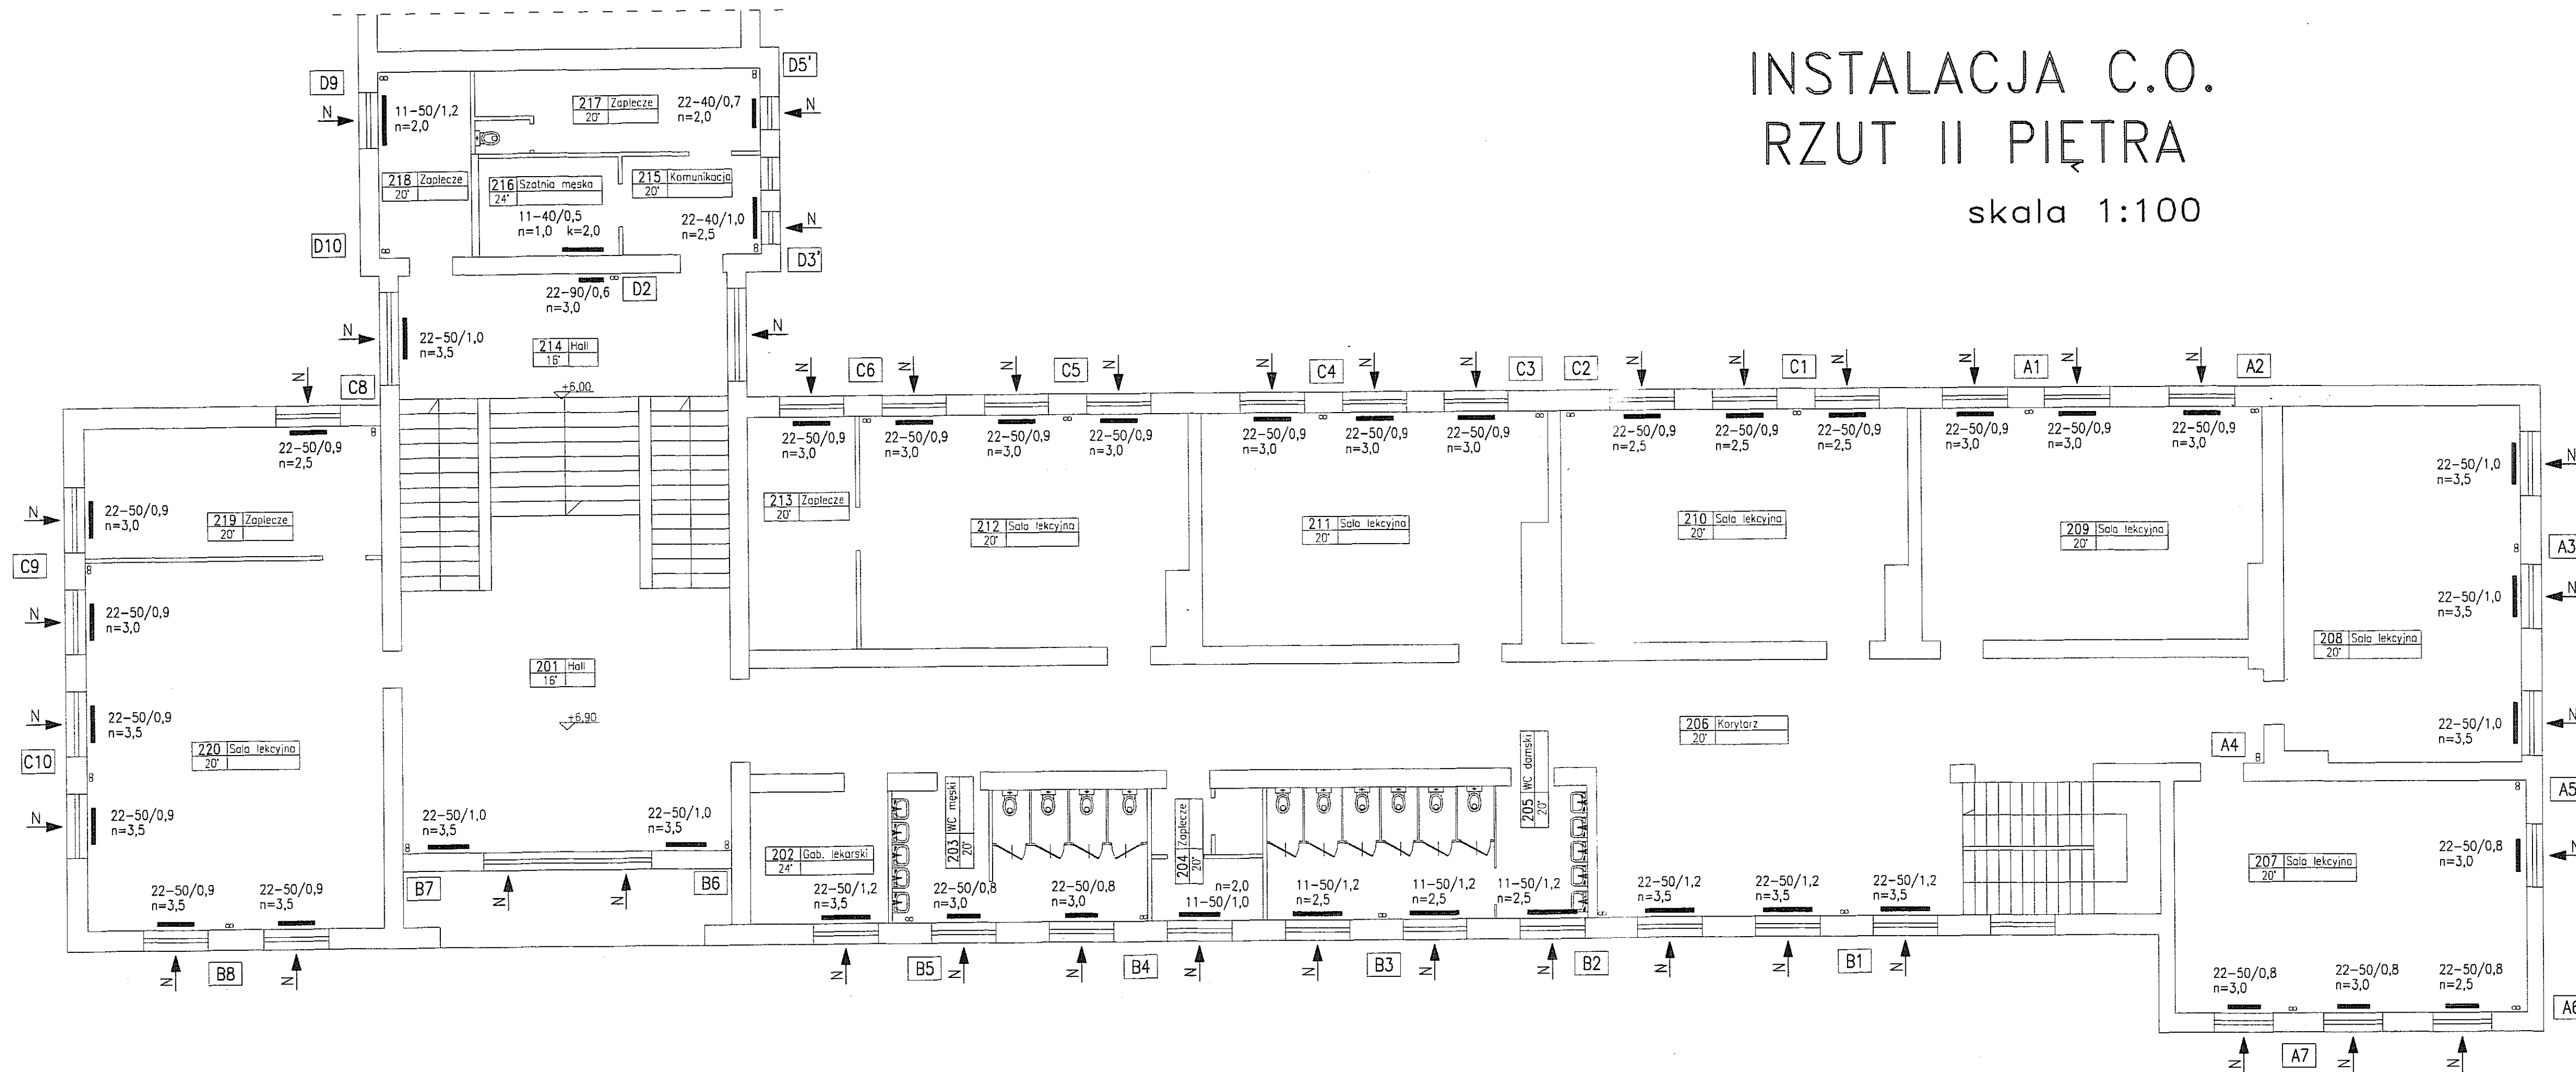 INSTALACJA C.O.
RZUT II PIĘTRA
skala 1:100
D9
N
11-50/1,2
n=2,0
217 Zaplecze
20°
22-40/0,7
n=2,0
D5'
N
218 Zaplecze
20°
216 Szatnia męska
24°
11-40/0,5
n=1,0 k=2,0
215 Komunikacja
20°
22-40/1,0
n=2,5
N
D10
D3'
22-90/0,6
n=3,0
D2
N
22-50/1,0
n=3,5
214 Hall
16°
N
+6,00
C8
N
22-50/0,9
n=2,5
N
22-50/0,9
n=3,0
219 Zaplecze
20°
C9
N
22-50/0,9
n=3,0
N
22-50/0,9
n=3,5
220 Sala lekcyjna
20°
C10
N
22-50/0,9
n=3,5
22-50/0,9
n=3,5
22-50/0,9
n=3,5
N
B8
N
201 Hall
16°
+6,90
22-50/1,0
n=3,5
22-50/1,0
n=3,5
B7
N
N
B6
N
C6
N
N
C5
N
N
C4
N
N
C3
C2
N
N
C1
N
N
A1
N
N
A2
22-50/0,9
n=3,0
22-50/0,9
n=3,0
22-50/0,9
n=3,0
22-50/0,9
n=3,0
22-50/0,9
n=3,0
22-50/0,9
n=3,0
22-50/0,9
n=3,0
22-50/0,9
n=2,5
22-50/0,9
n=2,5
22-50/0,9
n=2,5
22-50/0,9
n=3,0
22-50/0,9
n=3,0
22-50/0,9
n=3,0
213 Zaplecze
20°
212 Sala lekcyjna
20°
211 Sala lekcyjna
20°
210 Sala lekcyjna
20°
209 Sala lekcyjna
20°
22-50/1,0
n=3,5
N
A3
22-50/1,0
n=3,5
N
208 Sala lekcyjna
20°
22-50/1,0
n=3,5
N
206 Korytarz
20°
A4
A5
202 Gab. lekarski
24°
22-50/1,2
n=3,5
203 WC męski
20°
22-50/0,8
n=3,0
22-50/0,8
n=3,0
204 Zaplecze
20°
n=2,0
11-50/1,0
11-50/1,2
n=2,5
11-50/1,2
n=2,5
205 WC damski
20°
11-50/1,2
n=2,5
22-50/1,2
n=3,5
22-50/1,2
n=3,5
22-50/1,2
n=3,5
N
B5
N
N
B4
N
N
B3
N
N
B2
N
N
B1
N
207 Sala lekcyjna
20°
22-50/0,8
n=3,0
N
22-50/0,8
n=3,0
22-50/0,8
n=3,0
22-50/0,8
n=2,5
A6
N
A7
N
N